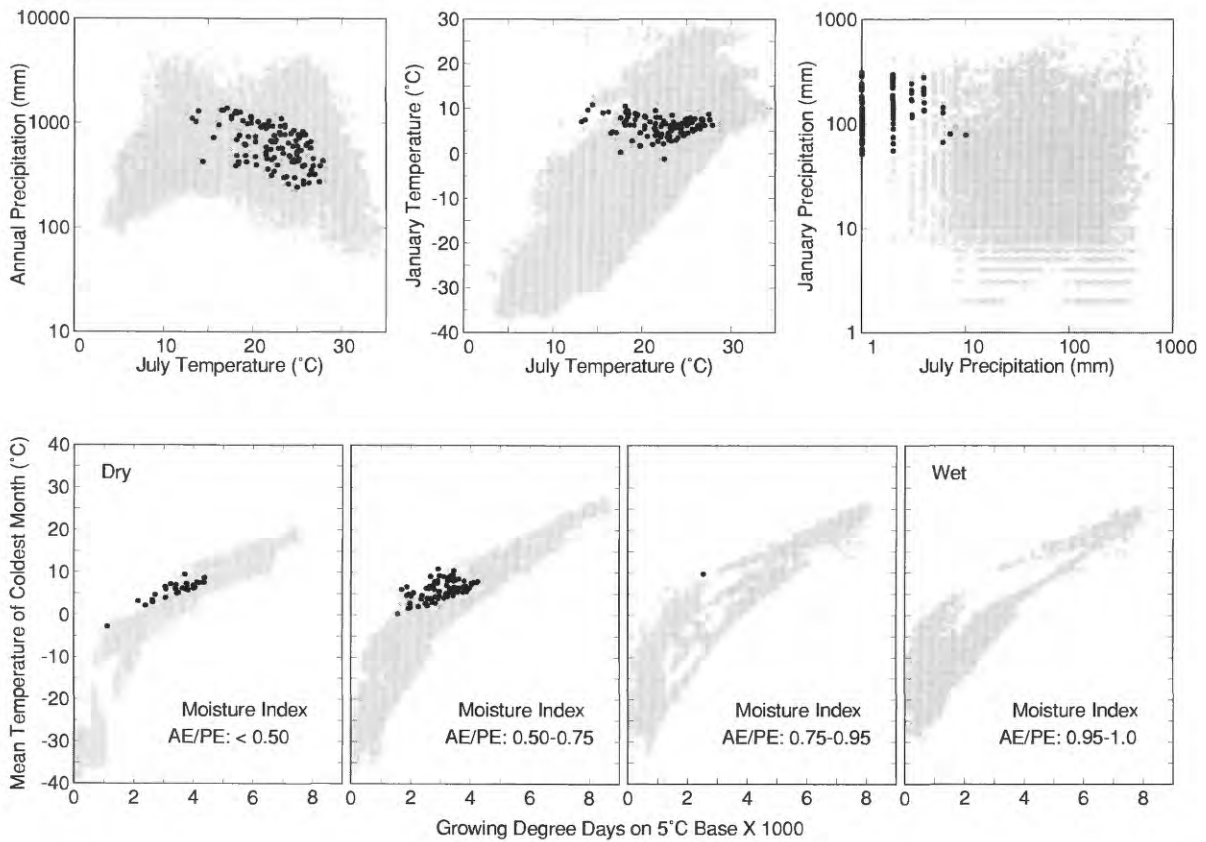 10000
1000
100
10
Annual Precipitation (mm)
0 10 20 30
July Temperature (˚C)
30
20
10
0
-10
-20
-30
-40
January Temperature (˚C)
0 10 20 30
July Temperature (˚C)
1000
100
10
1
January Precipitation (mm)
1 10 100 1000
July Precipitation (mm)
40
30
20
10
0
-10
-20
-30
-40
Mean Temperature of Coldest Month (˚C)
Dry
Moisture Index
AE/PE: < 0.50
0 2 4 6 8
Moisture Index
AE/PE: 0.50-0.75
0 2 4 6 8
Moisture Index
AE/PE: 0.75-0.95
0 2 4 6 8
Wet
Moisture Index
AE/PE: 0.95-1.0
0 2 4 6 8
Growing Degree Days on 5˚C Base X 1000